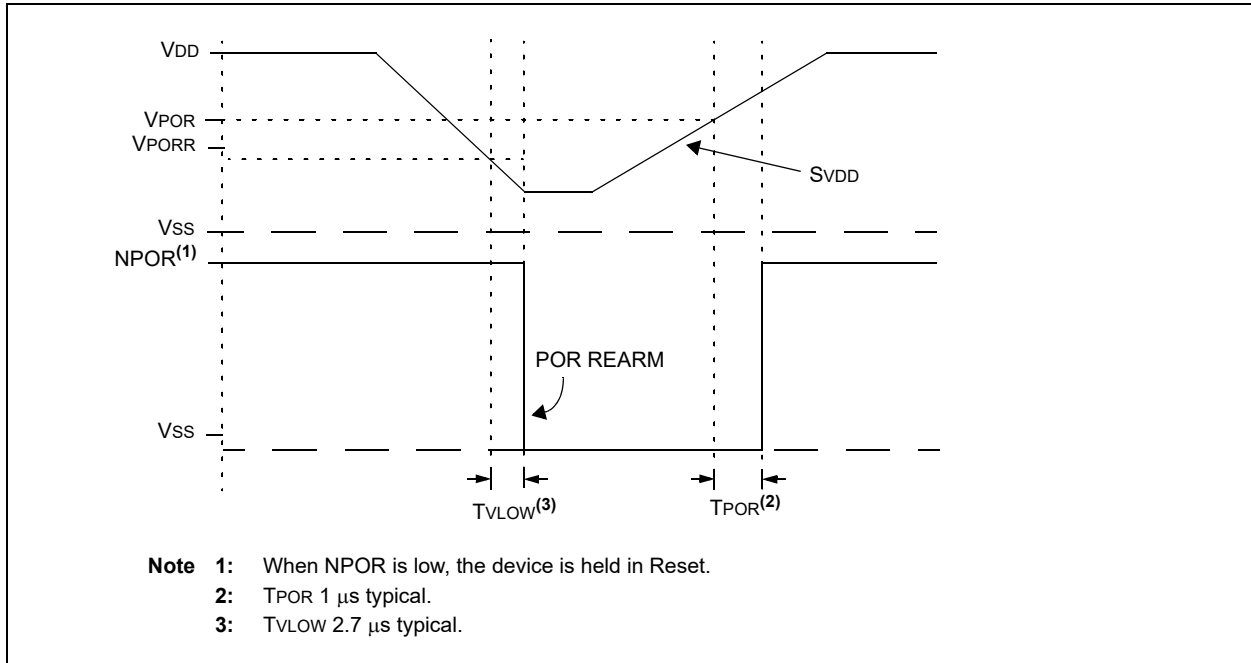 VDD
VPOR
VPORR
SVDD
VSS
NPOR(1)
POR REARM
VSS
TVLOW(3)
TPOR(2)
Note 1: When NPOR is low, the device is held in Reset.
2: TPOR 1 μs typical.
3: TVLOW 2.7 μs typical.